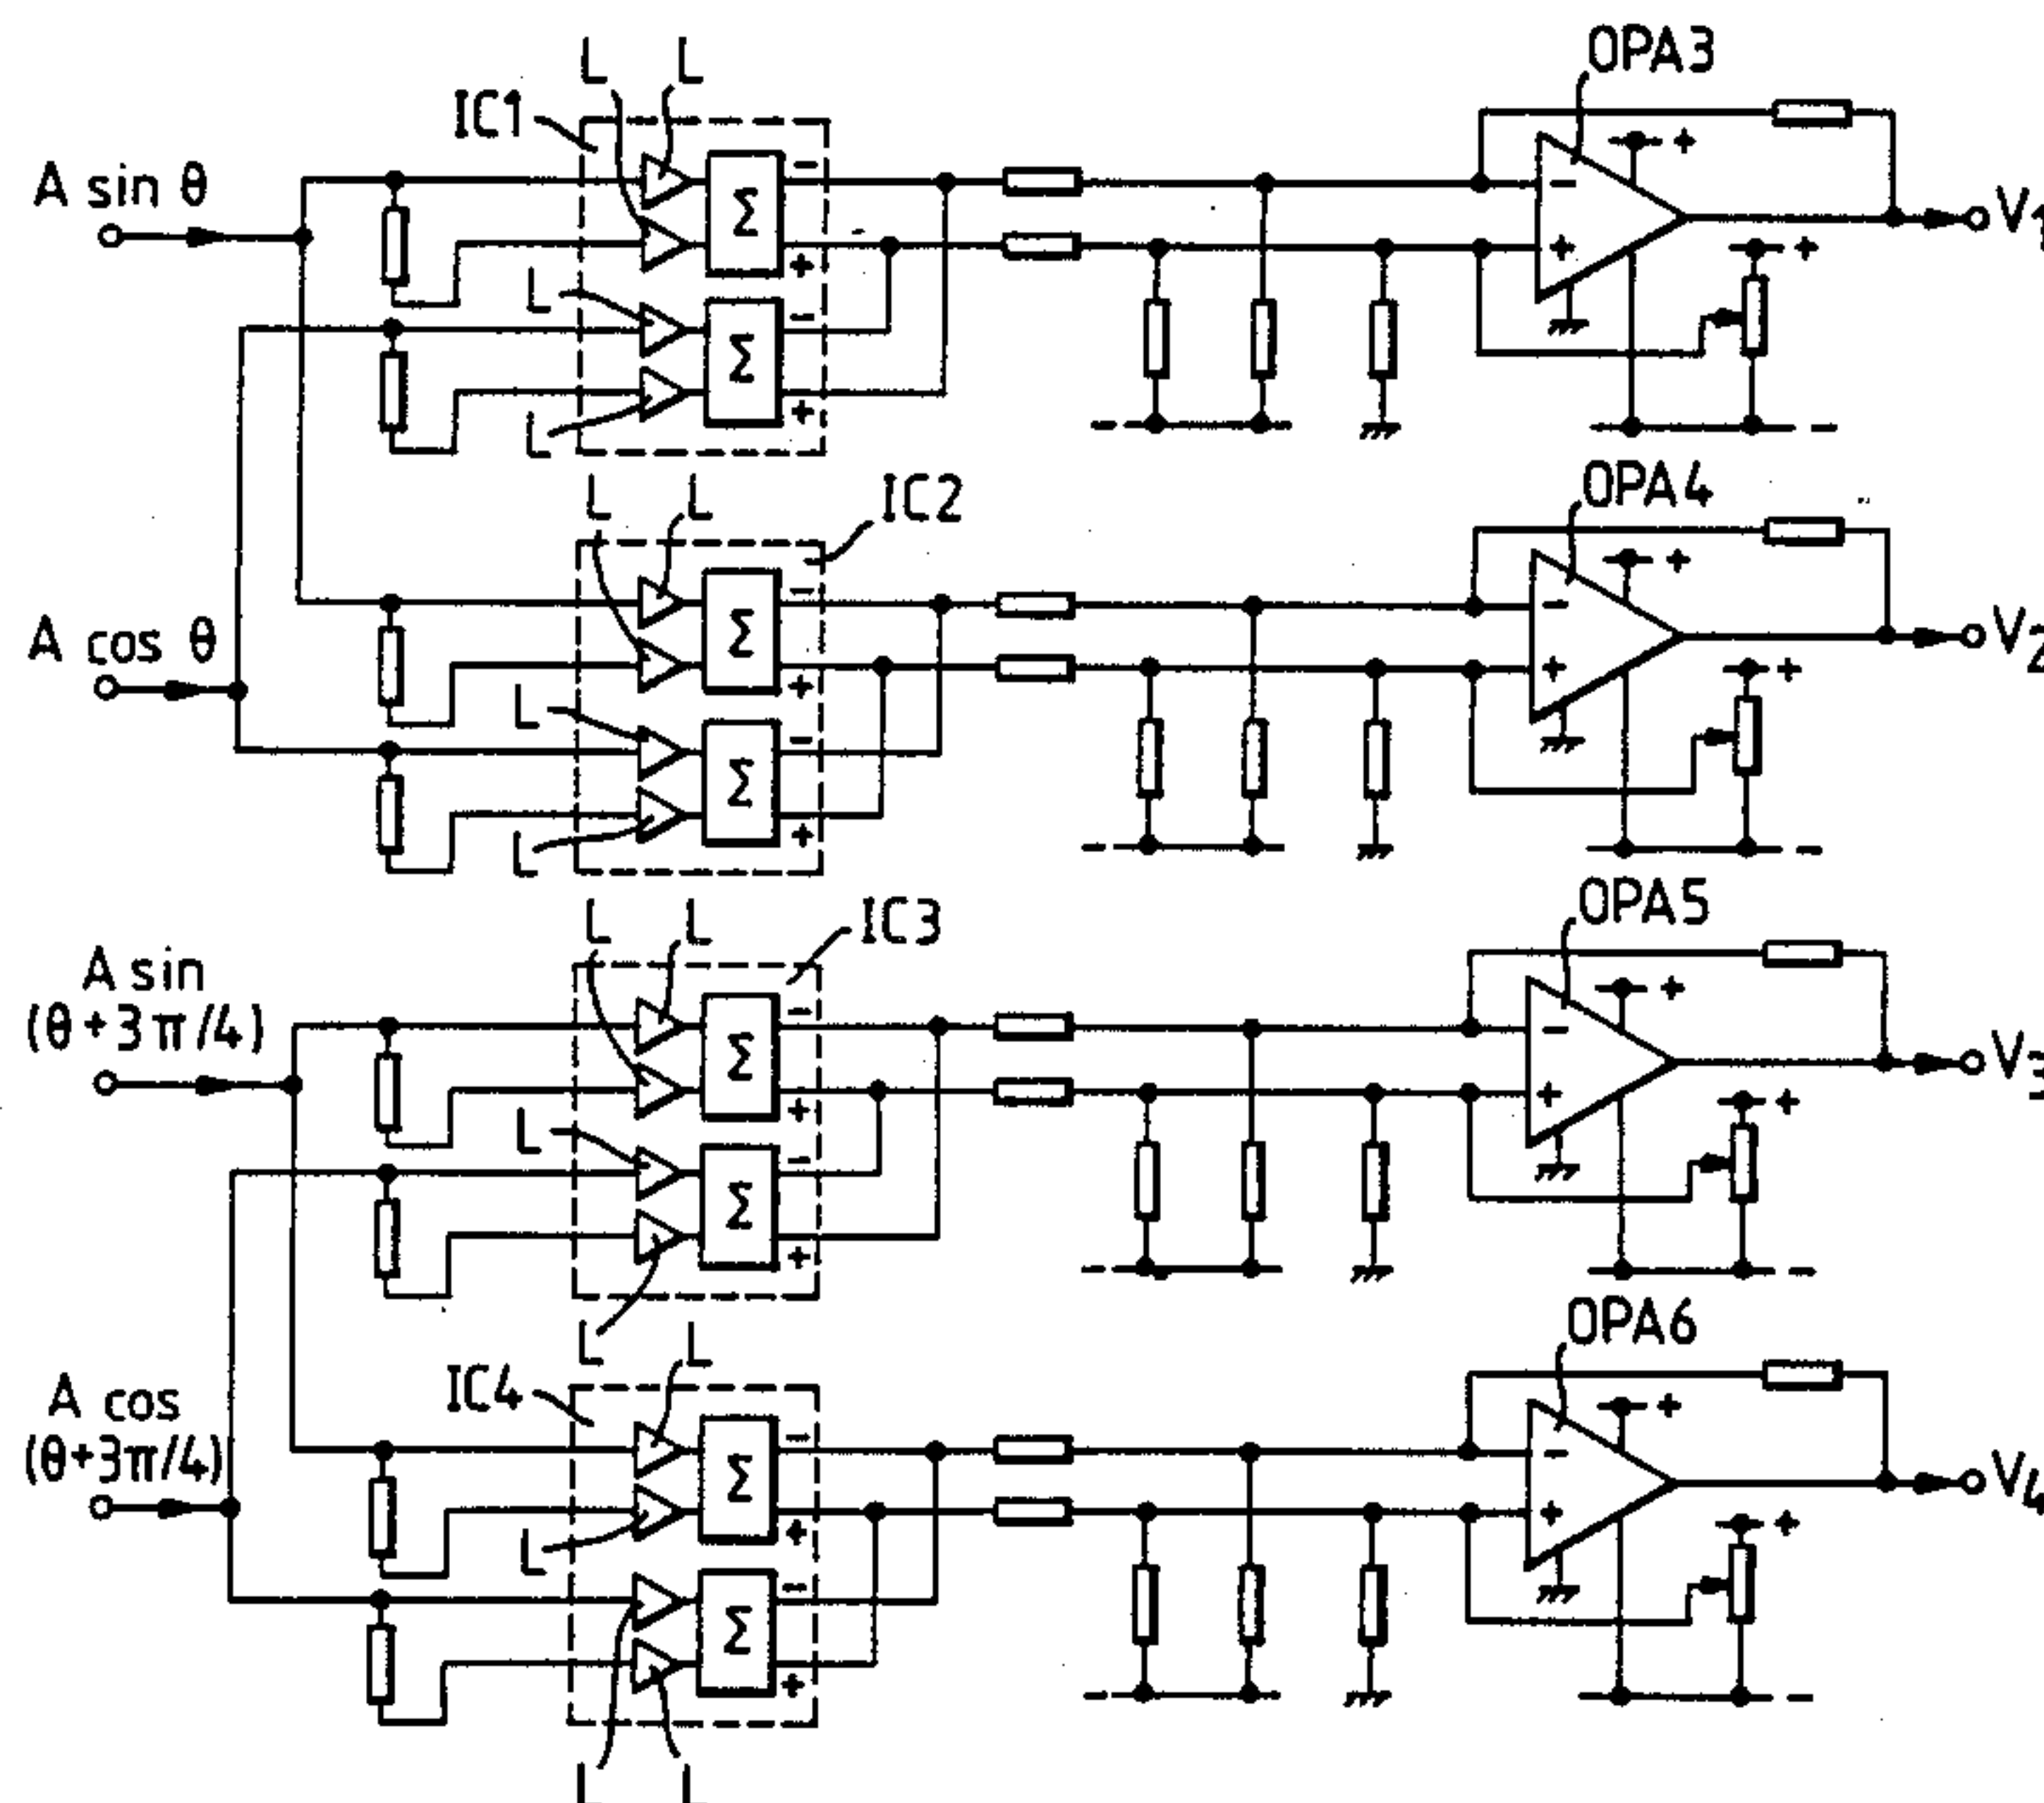 L L
OPA3
IC1
A sin θ
- Σ +
- +
+
V1
L
- Σ +
+
L
- -
L L
IC2
OPA4
A cos θ
- Σ +
- +
+
V2
L
- Σ +
+
L
- -
L L
IC3
OPA5
A sin
(θ+3π/4)
- Σ +
- +
+
V3
L
- Σ +
+
- -
L L
IC4
OPA6
A cos
(θ+3π/4)
- Σ +
- +
+
V4
L
- Σ +
+
- -
L L